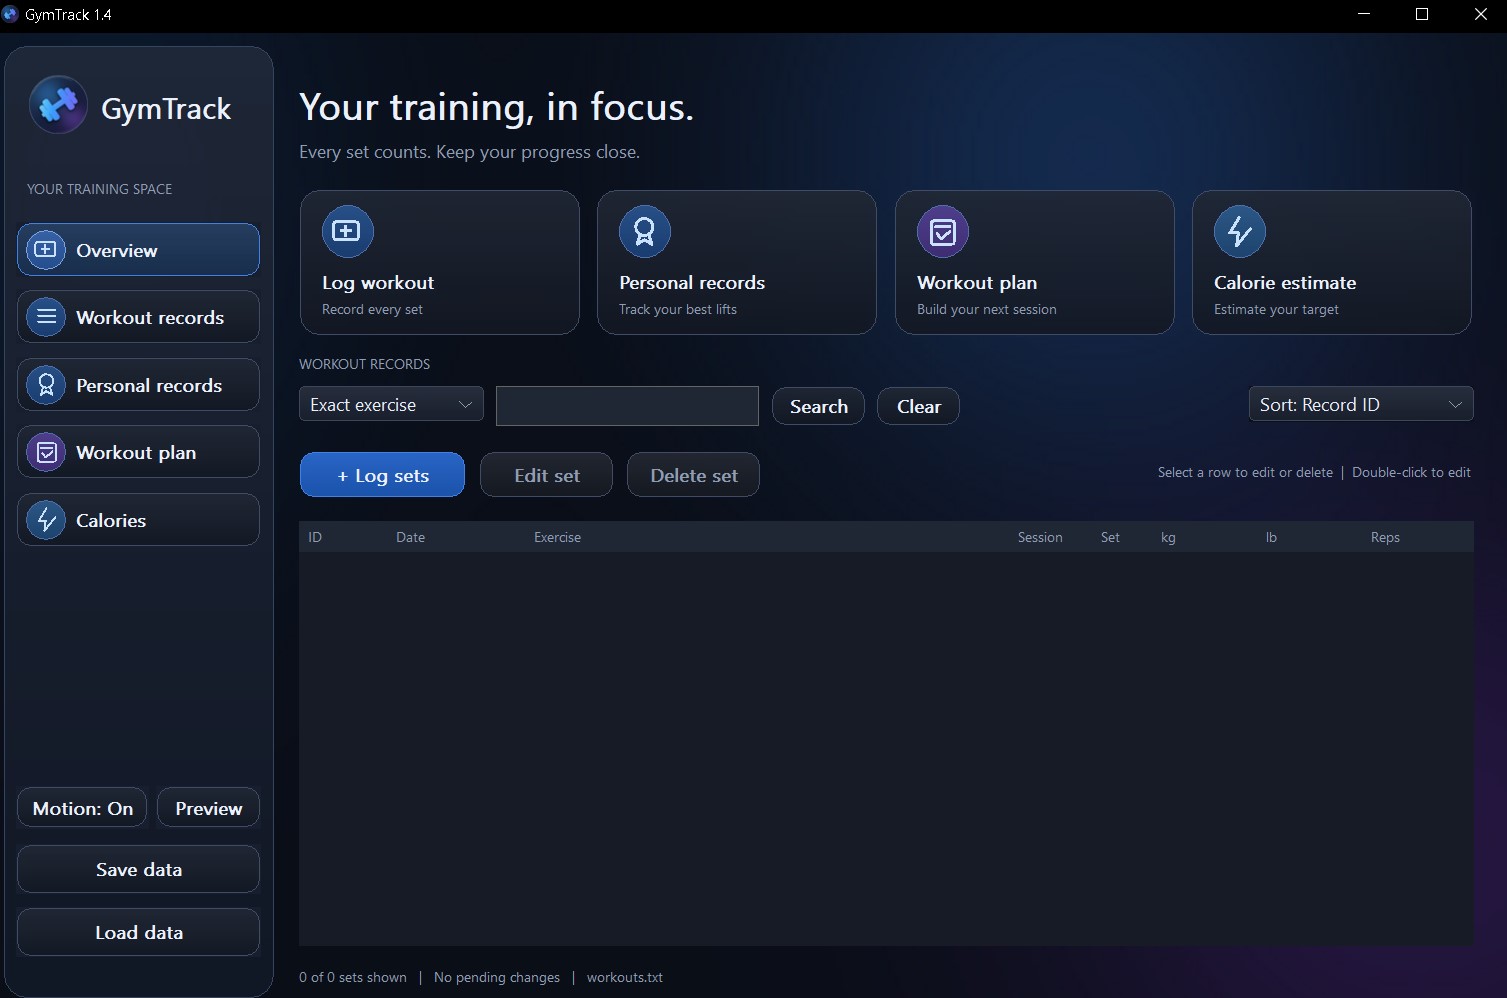 GymTrack 1.4
GymTrack
YOUR TRAINING SPACE
Overview
Workout records
Personal records
Workout plan
Calories
Motion: On
Preview
Save data
Load data
Your training, in focus.
Every set counts. Keep your progress close.
Log workout
Record every set
Personal records
Track your best lifts
Workout plan
Build your next session
Calorie estimate
Estimate your target
WORKOUT RECORDS
Exact exercise
Search
Clear
Sort: Record ID
+ Log sets
Edit set
Delete set
Select a row to edit or delete | Double-click to edit
ID Date Exercise Session Set kg lb Reps
0 of 0 sets shown | No pending changes | workouts.txt